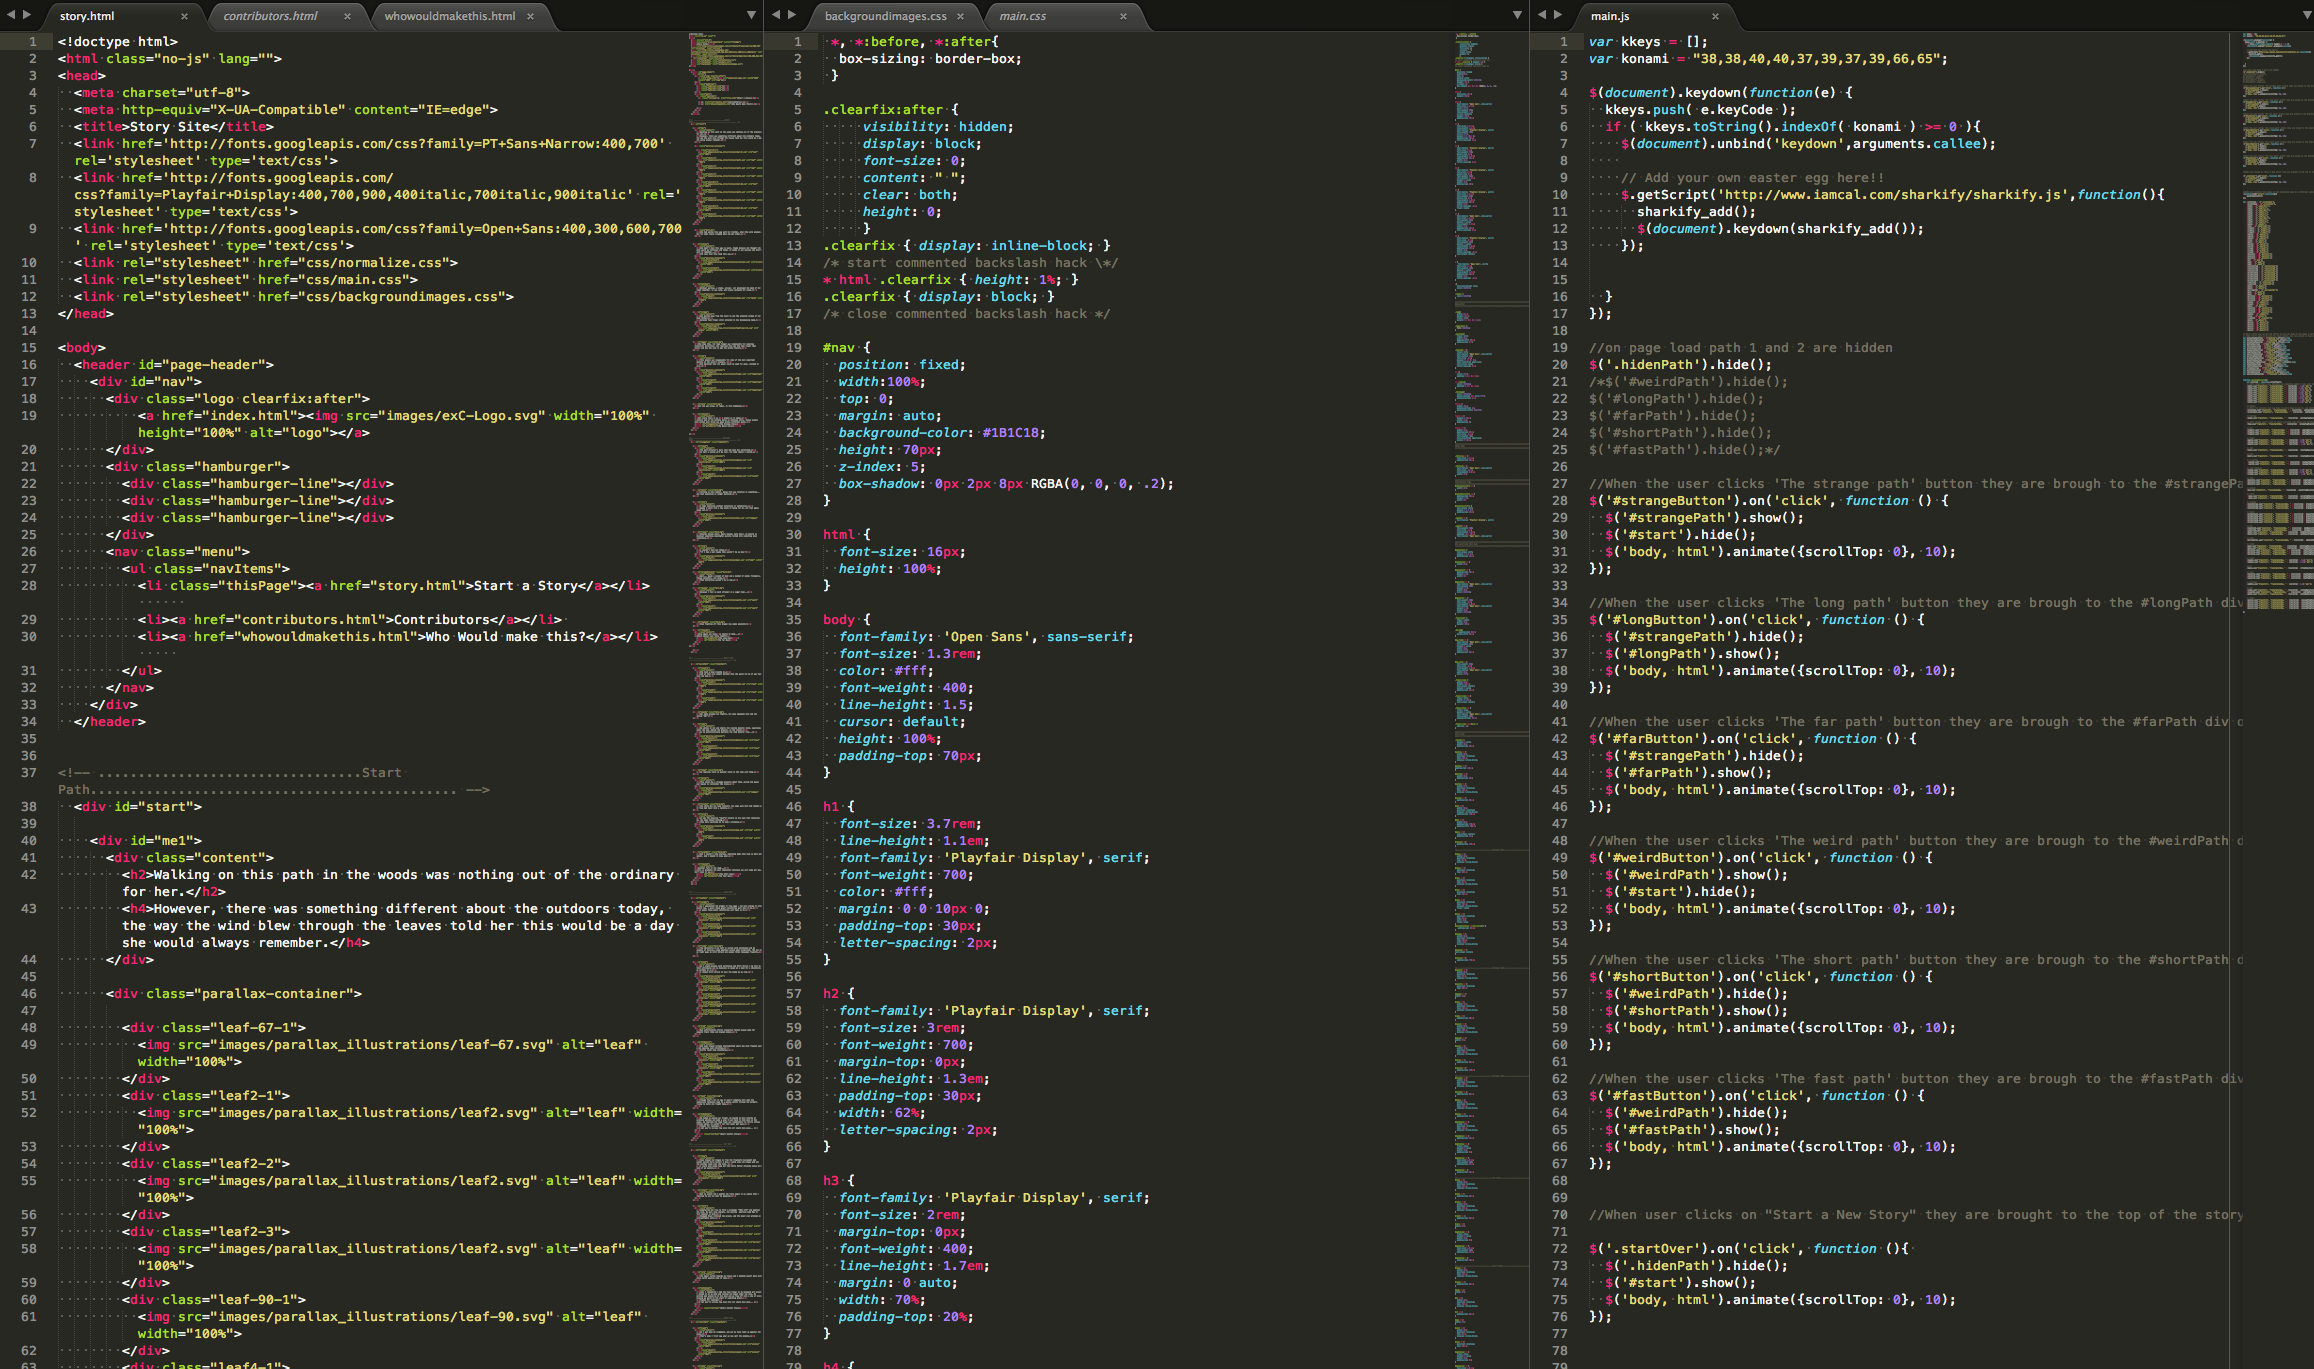 story.html
contributors.html
whowouldmakethis.html
1 <!doctype html>
2 <html class="no-js" lang="">
3 <head>
4 <meta charset="utf-8">
5 <meta http-equiv="X-UA-Compatible" content="IE=edge">
6 <title>Story Site</title>
7 <link href='http://fonts.googleapis.com/css?family=PT+Sans+Narrow:400,700'
rel='stylesheet' type='text/css'>
8 <link href='http://fonts.googleapis.com/
css?family=Playfair+Display:400,700,900,400italic,700italic,900italic' rel='
stylesheet' type='text/css'>
9 <link href='http://fonts.googleapis.com/css?family=Open+Sans:400,300,600,700
' rel='stylesheet' type='text/css'>
10 <link rel="stylesheet" href="css/normalize.css">
11 <link rel="stylesheet" href="css/main.css">
12 <link rel="stylesheet" href="css/backgroundimages.css">
13 </head>
14
15 <body>
16 <header id="page-header">
17 <div id="nav">
18 <div class="logo clearfix:after">
19 <a href="index.html"><img src="images/exC-Logo.svg" width="100%"
height="100%" alt="logo"></a>
20 </div>
21 <div class="hamburger">
22 <div class="hamburger-line"></div>
23 <div class="hamburger-line"></div>
24 <div class="hamburger-line"></div>
25 </div>
26 <nav class="menu">
27 <ul class="navItems">
28 <li class="thisPage"><a href="story.html">Start a Story</a></li>
29 <li><a href="contributors.html">Contributors</a></li>
30 <li><a href="whowouldmakethis.html">Who Would make this?</a></li>
31 </ul>
32 </nav>
33 </div>
34 </header>
35
36
37 <!-- .................................Start
Path.............................................. -->
38 <div id="start">
39
40 <div id="me1">
41 <div class="content">
42 <h2>Walking on this path in the woods was nothing out of the ordinary
for her.</h2>
43 <h4>However, there was something different about the outdoors today,
the way the wind blew through the leaves told her this would be a day
she would always remember.</h4>
44 </div>
45
46 <div class="parallax-container">
47
48 <div class="leaf-67-1">
49 <img src="images/parallax_illustrations/leaf-67.svg" alt="leaf"
width="100%">
50 </div>
51 <div class="leaf2-1">
52 <img src="images/parallax_illustrations/leaf2.svg" alt="leaf" width=
"100%">
53 </div>
54 <div class="leaf2-2">
55 <img src="images/parallax_illustrations/leaf2.svg" alt="leaf" width=
"100%">
56 </div>
57 <div class="leaf2-3">
58 <img src="images/parallax_illustrations/leaf2.svg" alt="leaf" width=
"100%">
59 </div>
60 <div class="leaf-90-1">
61 <img src="images/parallax_illustrations/leaf-90.svg" alt="leaf"
width="100%">
62 </div>
63 <div class="leaf4-1">
backgroundimages.css
main.css
1 *, *:before, *:after{
2 box-sizing: border-box;
3 }
4
5 .clearfix:after {
6 visibility: hidden;
7 display: block;
8 font-size: 0;
9 content: " ";
10 clear: both;
11 height: 0;
12 }
13 .clearfix { display: inline-block; }
14 /* start commented backslash hack \*/
15 * html .clearfix { height: 1%; }
16 .clearfix { display: block; }
17 /* close commented backslash hack */
18
19 #nav {
20 position: fixed;
21 width:100%;
22 top: 0;
23 margin: auto;
24 background-color: #1B1C18;
25 height: 70px;
26 z-index: 5;
27 box-shadow: 0px 2px 8px RGBA(0, 0, 0, .2);
28 }
29
30 html {
31 font-size: 16px;
32 height: 100%;
33 }
34
35 body {
36 font-family: 'Open Sans', sans-serif;
37 font-size: 1.3rem;
38 color: #fff;
39 font-weight: 400;
40 line-height: 1.5;
41 cursor: default;
42 height: 100%;
43 padding-top: 70px;
44 }
45
46 h1 {
47 font-size: 3.7rem;
48 line-height: 1.1em;
49 font-family: 'Playfair Display', serif;
50 font-weight: 700;
51 color: #fff;
52 margin: 0 0 10px 0;
53 padding-top: 30px;
54 letter-spacing: 2px;
55 }
56
57 h2 {
58 font-family: 'Playfair Display', serif;
59 font-size: 3rem;
60 font-weight: 700;
61 margin-top: 0px;
62 line-height: 1.3em;
63 padding-top: 30px;
64 width: 62%;
65 letter-spacing: 2px;
66 }
67
68 h3 {
69 font-family: 'Playfair Display', serif;
70 font-size: 2rem;
71 margin-top: 0px;
72 font-weight: 400;
73 line-height: 1.7em;
74 margin: 0 auto;
75 width: 70%;
76 padding-top: 20%;
77 }
78
79 h4 {
main.js
1 var kkeys = [];
2 var konami = "38,38,40,40,37,39,37,39,66,65";
3
4 $(document).keydown(function(e) {
5 kkeys.push( e.keyCode );
6 if ( kkeys.toString().indexOf( konami ) >= 0 ){
7 $(document).unbind('keydown',arguments.callee);
8
9 // Add your own easter egg here!!
10 $.getScript('http://www.iamcal.com/sharkify/sharkify.js',function(){
11 sharkify_add();
12 $(document).keydown(sharkify_add());
13 });
14
15
16 }
17 });
18
19 //on page load path 1 and 2 are hidden
20 $('.hidenPath').hide();
21 /*$('#weirdPath').hide();
22 $('#longPath').hide();
23 $('#farPath').hide();
24 $('#shortPath').hide();
25 $('#fastPath').hide();*/
26
27 //When the user clicks 'The strange path' button they are brough to the #strangePa
28 $('#strangeButton').on('click', function () {
29 $('#strangePath').show();
30 $('#start').hide();
31 $('body, html').animate({scrollTop: 0}, 10);
32 });
33
34 //When the user clicks 'The long path' button they are brough to the #longPath div
35 $('#longButton').on('click', function () {
36 $('#strangePath').hide();
37 $('#longPath').show();
38 $('body, html').animate({scrollTop: 0}, 10);
39 });
40
41 //When the user clicks 'The far path' button they are brough to the #farPath div o
42 $('#farButton').on('click', function () {
43 $('#strangePath').hide();
44 $('#farPath').show();
45 $('body, html').animate({scrollTop: 0}, 10);
46 });
47
48 //When the user clicks 'The weird path' button they are brough to the #weirdPath d
49 $('#weirdButton').on('click', function () {
50 $('#weirdPath').show();
51 $('#start').hide();
52 $('body, html').animate({scrollTop: 0}, 10);
53 });
54
55 //When the user clicks 'The short path' button they are brough to the #shortPath d
56 $('#shortButton').on('click', function () {
57 $('#weirdPath').hide();
58 $('#shortPath').show();
59 $('body, html').animate({scrollTop: 0}, 10);
60 });
61
62 //When the user clicks 'The fast path' button they are brough to the #fastPath div
63 $('#fastButton').on('click', function () {
64 $('#weirdPath').hide();
65 $('#fastPath').show();
66 $('body, html').animate({scrollTop: 0}, 10);
67 });
68
69
70 //When user clicks on "Start a New Story" they are brought to the top of the story
71
72 $('.startOver').on('click', function (){
73 $('.hidenPath').hide();
74 $('#start').show();
75 $('body, html').animate({scrollTop: 0}, 10);
76 });
77
78
79